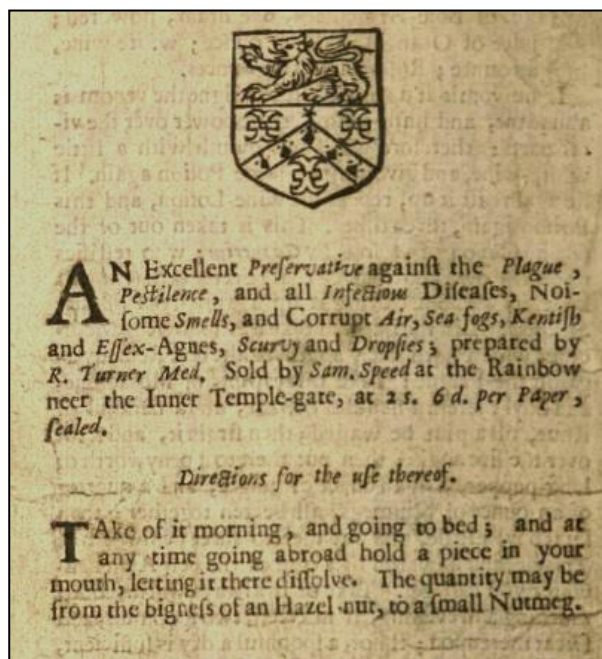 AN Excellent Preſervative againſt the Plague,
Peſtilence, and all Infectious Diſeaſes, Noi-
ſome Smells, and Corrupt Air, Sea fogs, Kentiſh
and Eſſex-Agnes, Scurvy and Dropſies; prepared by
R. Turner Med. Sold by Sam. Speed at the Rainbow
neer the Inner Temple-gate, at 2 s. 6 d. per Paper,
ſealed.
Directions for the uſe thereof.
TAke of it morning, and going to bed; and at
any time going abroad hold a piece in your
mouth, letting it there diſſolve. The quantity may be
from the bigneſs of an Hazel-nut, to a ſmall Nutmeg.